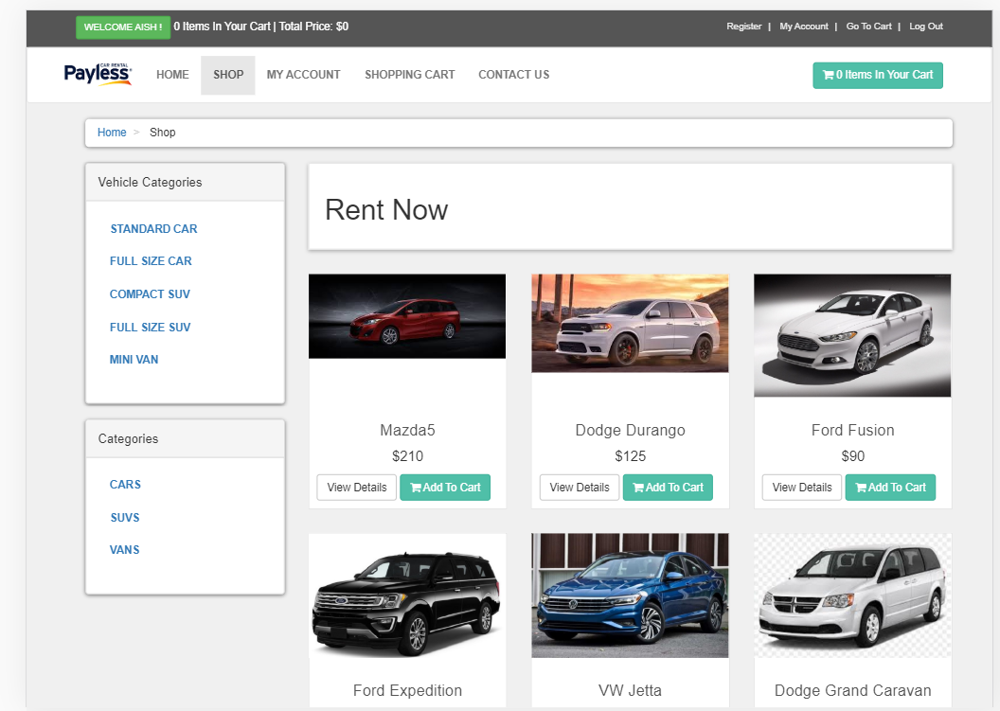 WELCOME AISH ! 0 Items In Your Cart | Total Price: $0
Register | My Account | Go To Cart | Log Out
CAR RENTAL
Payless
HOME SHOP MY ACCOUNT SHOPPING CART CONTACT US
0 Items In Your Cart
Home > Shop
Vehicle Categories
STANDARD CAR
FULL SIZE CAR
COMPACT SUV
FULL SIZE SUV
MINI VAN
Categories
CARS
SUVS
VANS
Rent Now
Mazda5
$210
View Details Add To Cart
Dodge Durango
$125
View Details Add To Cart
Ford Fusion
$90
View Details Add To Cart
Ford Expedition
VW Jetta
Dodge Grand Caravan